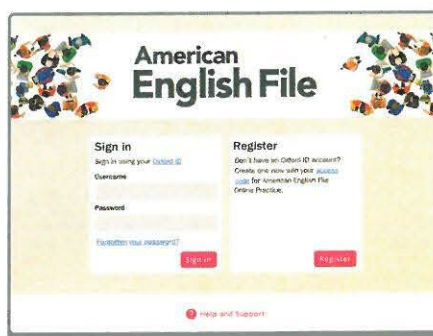 American
English File
Sign in
Sign in using your Oxford ID
Username
Password
Forgotten your password?
Sign in
Register
Don't have an Oxford ID account?
Create one now with your access
code for American English File
Online Practice.
Register
? Help and Support